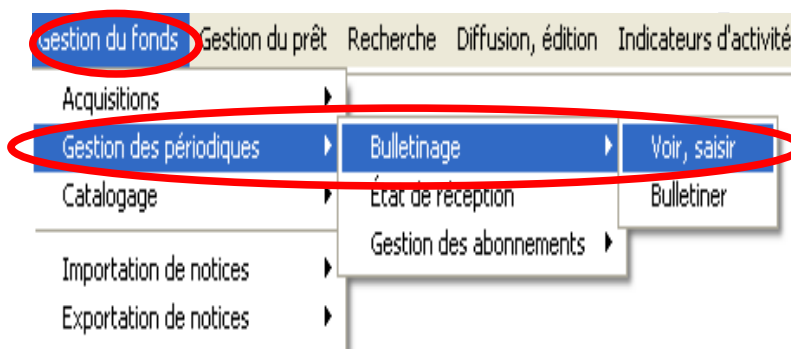 Gestion du fonds Gestion du prêt Recherche Diffusion, édition Indicateurs d'activité
Acquisitions
Gestion des périodiques Bulletinage Voir, saisir
Catalogage État de réception Bulletiner
Gestion des abonnements
Importation de notices
Exportation de notices